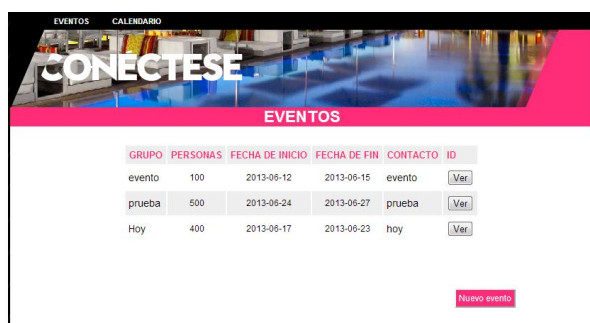 EVENTOS CALENDARIO
CONÉCTESE
EVENTOS
GRUPO PERSONAS FECHA DE INICIO FECHA DE FIN CONTACTO ID
evento 100 2013-06-12 2013-06-15 evento Ver
prueba 500 2013-06-24 2013-06-27 prueba Ver
Hoy 400 2013-06-17 2013-06-23 hoy Ver
Nuevo evento